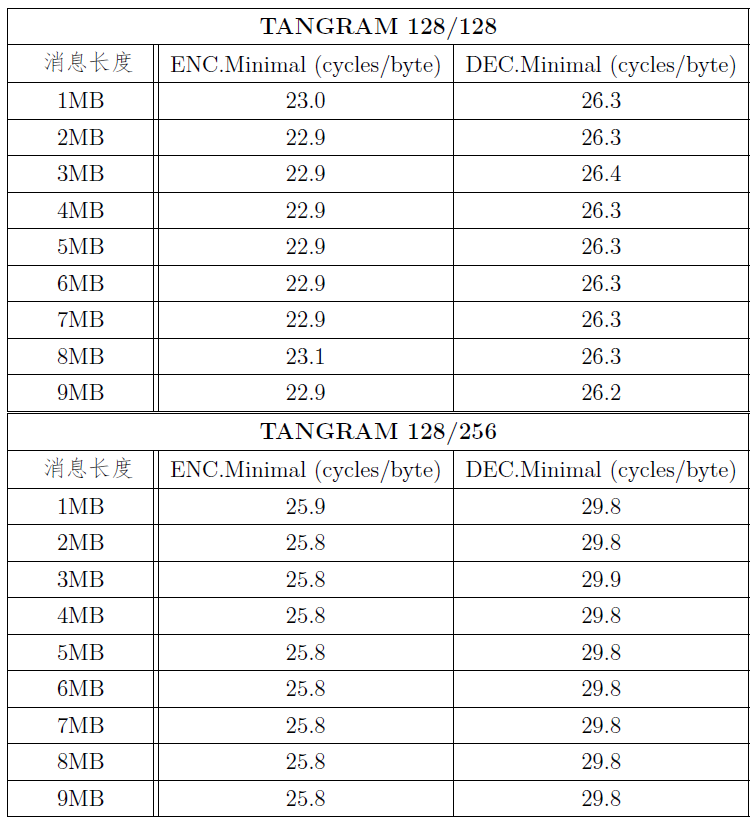 TANGRAM 128/128
消息长度 ENC.Minimal (cycles/byte) DEC.Minimal (cycles/byte)
1MB 23.0 26.3
2MB 22.9 26.3
3MB 22.9 26.4
4MB 22.9 26.3
5MB 22.9 26.3
6MB 22.9 26.3
7MB 22.9 26.3
8MB 23.1 26.3
9MB 22.9 26.2
TANGRAM 128/256
消息长度 ENC.Minimal (cycles/byte) DEC.Minimal (cycles/byte)
1MB 25.9 29.8
2MB 25.8 29.8
3MB 25.8 29.9
4MB 25.8 29.8
5MB 25.8 29.8
6MB 25.8 29.8
7MB 25.8 29.8
8MB 25.8 29.8
9MB 25.8 29.8